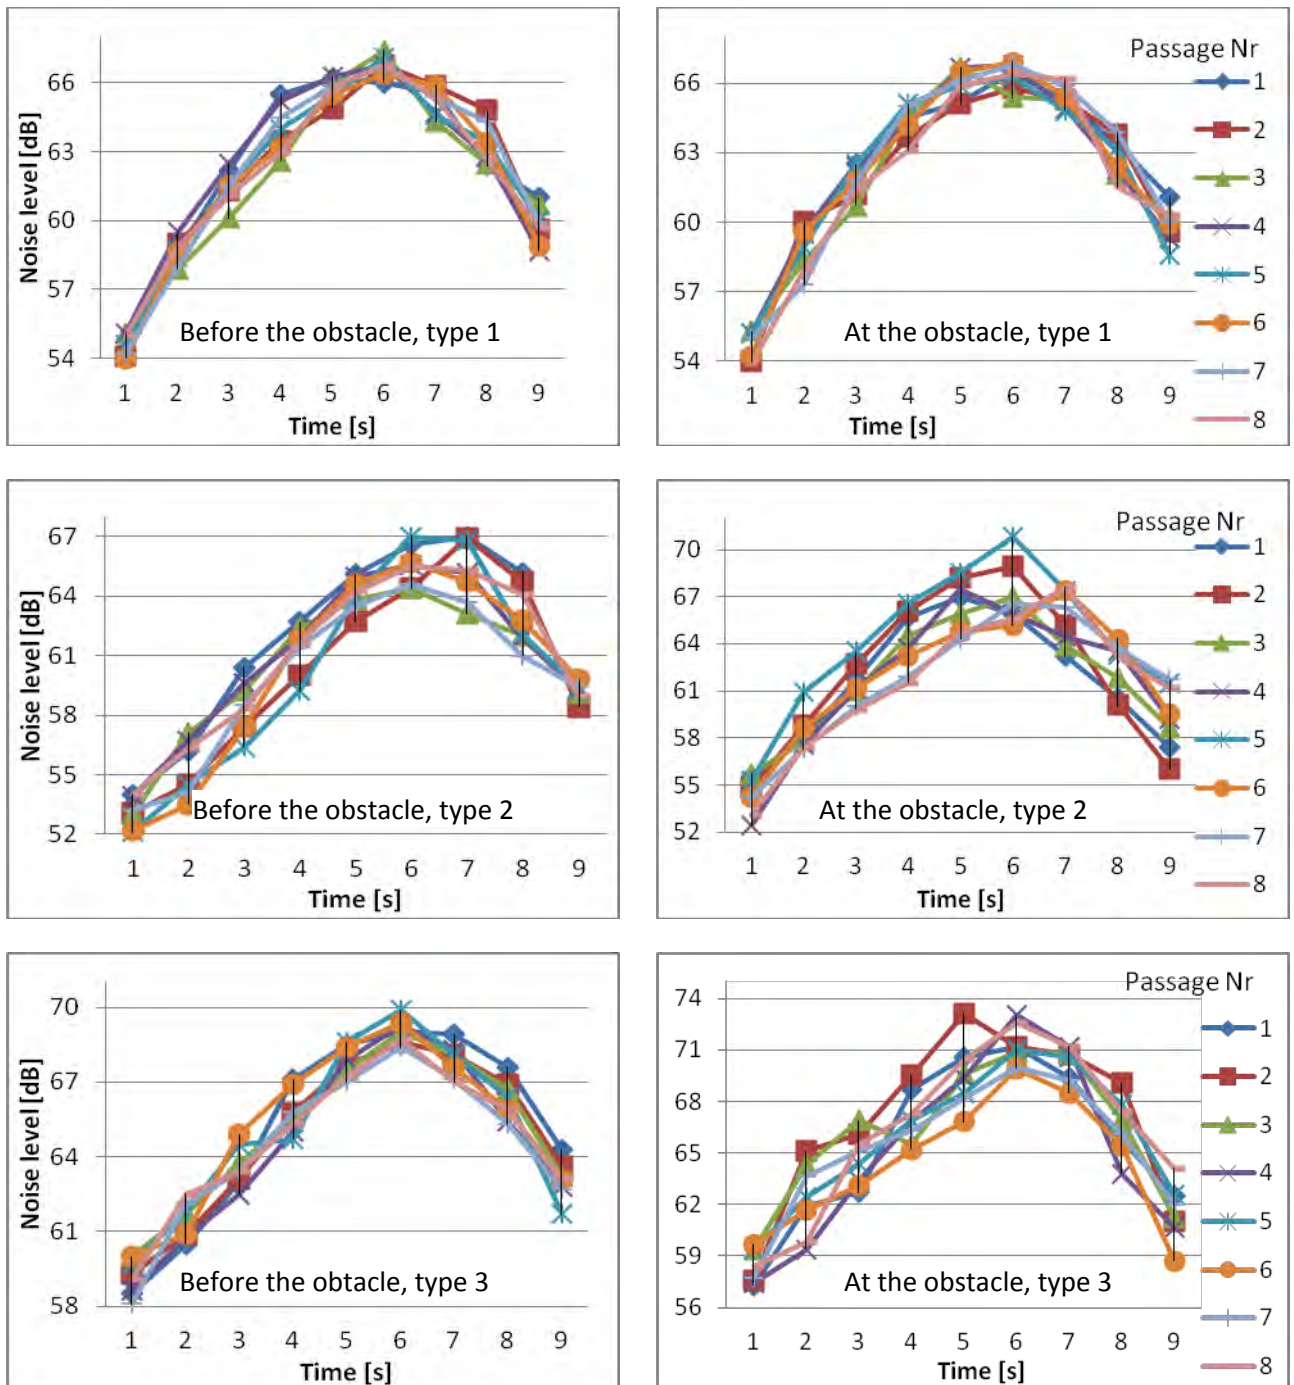 Noise level [dB]
66
63
60
57
54
Before the obstacle, type 1
1 2 3 4 5 6 7 8 9
Time [s]
Passage Nr
66
63
60
57
54
At the obstacle, type 1
1 2 3 4 5 6 7 8 9
Time [s]
1
2
3
4
5
6
7
8
Noise level [dB]
67
64
61
58
55
52
Before the obstacle, type 2
1 2 3 4 5 6 7 8 9
Time [s]
Passage Nr
70
67
64
61
58
55
52
At the obstacle, type 2
1 2 3 4 5 6 7 8 9
Time [s]
1
2
3
4
5
6
7
8
Noise level [dB]
70
67
64
61
58
Before the obtacle, type 3
1 2 3 4 5 6 7 8 9
Time [s]
Passage Nr
74
71
68
65
62
59
56
At the obstacle, type 3
1 2 3 4 5 6 7 8 9
Time [s]
1
2
3
4
5
6
7
8